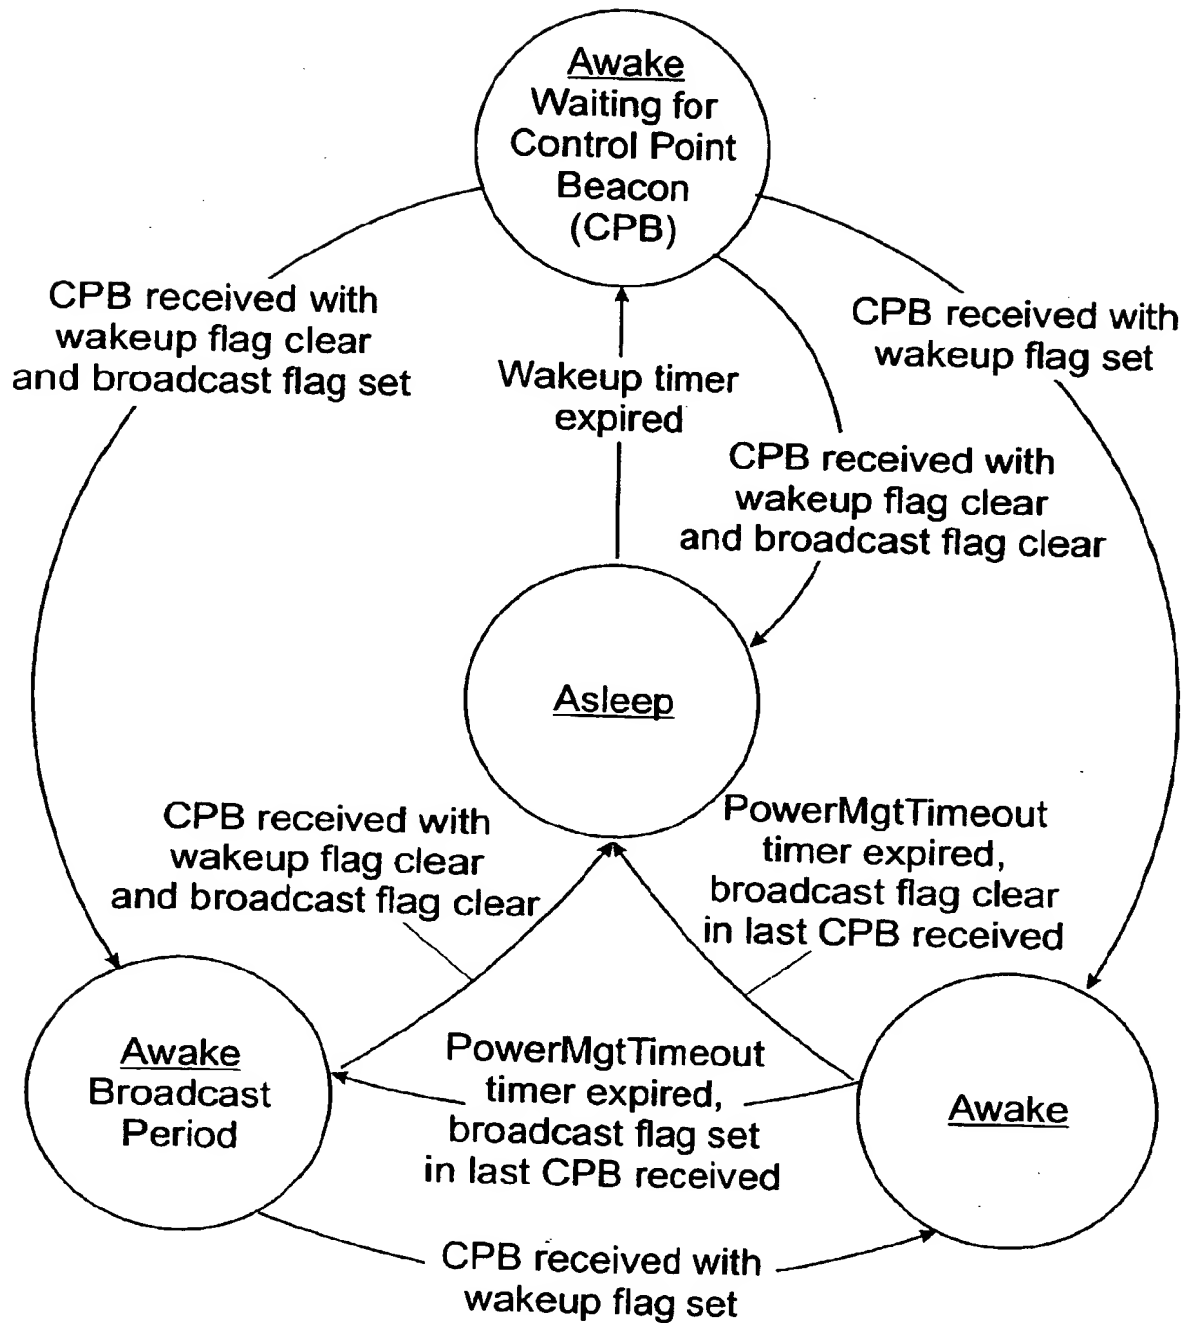 Awake
Waiting for
Control Point
Beacon
(CPB)
CPB received with
wakeup flag clear
and broadcast flag set
CPB received with
wakeup flag set
Wakeup timer
expired
CPB received with
wakeup flag clear
and broadcast flag clear
Asleep
CPB received with
wakeup flag clear
and broadcast flag clear
PowerMgtTimeout
timer expired,
broadcast flag clear
in last CPB received
Awake
Broadcast
Period
PowerMgtTimeout
timer expired,
broadcast flag set
in last CPB received
Awake
CPB received with
wakeup flag set